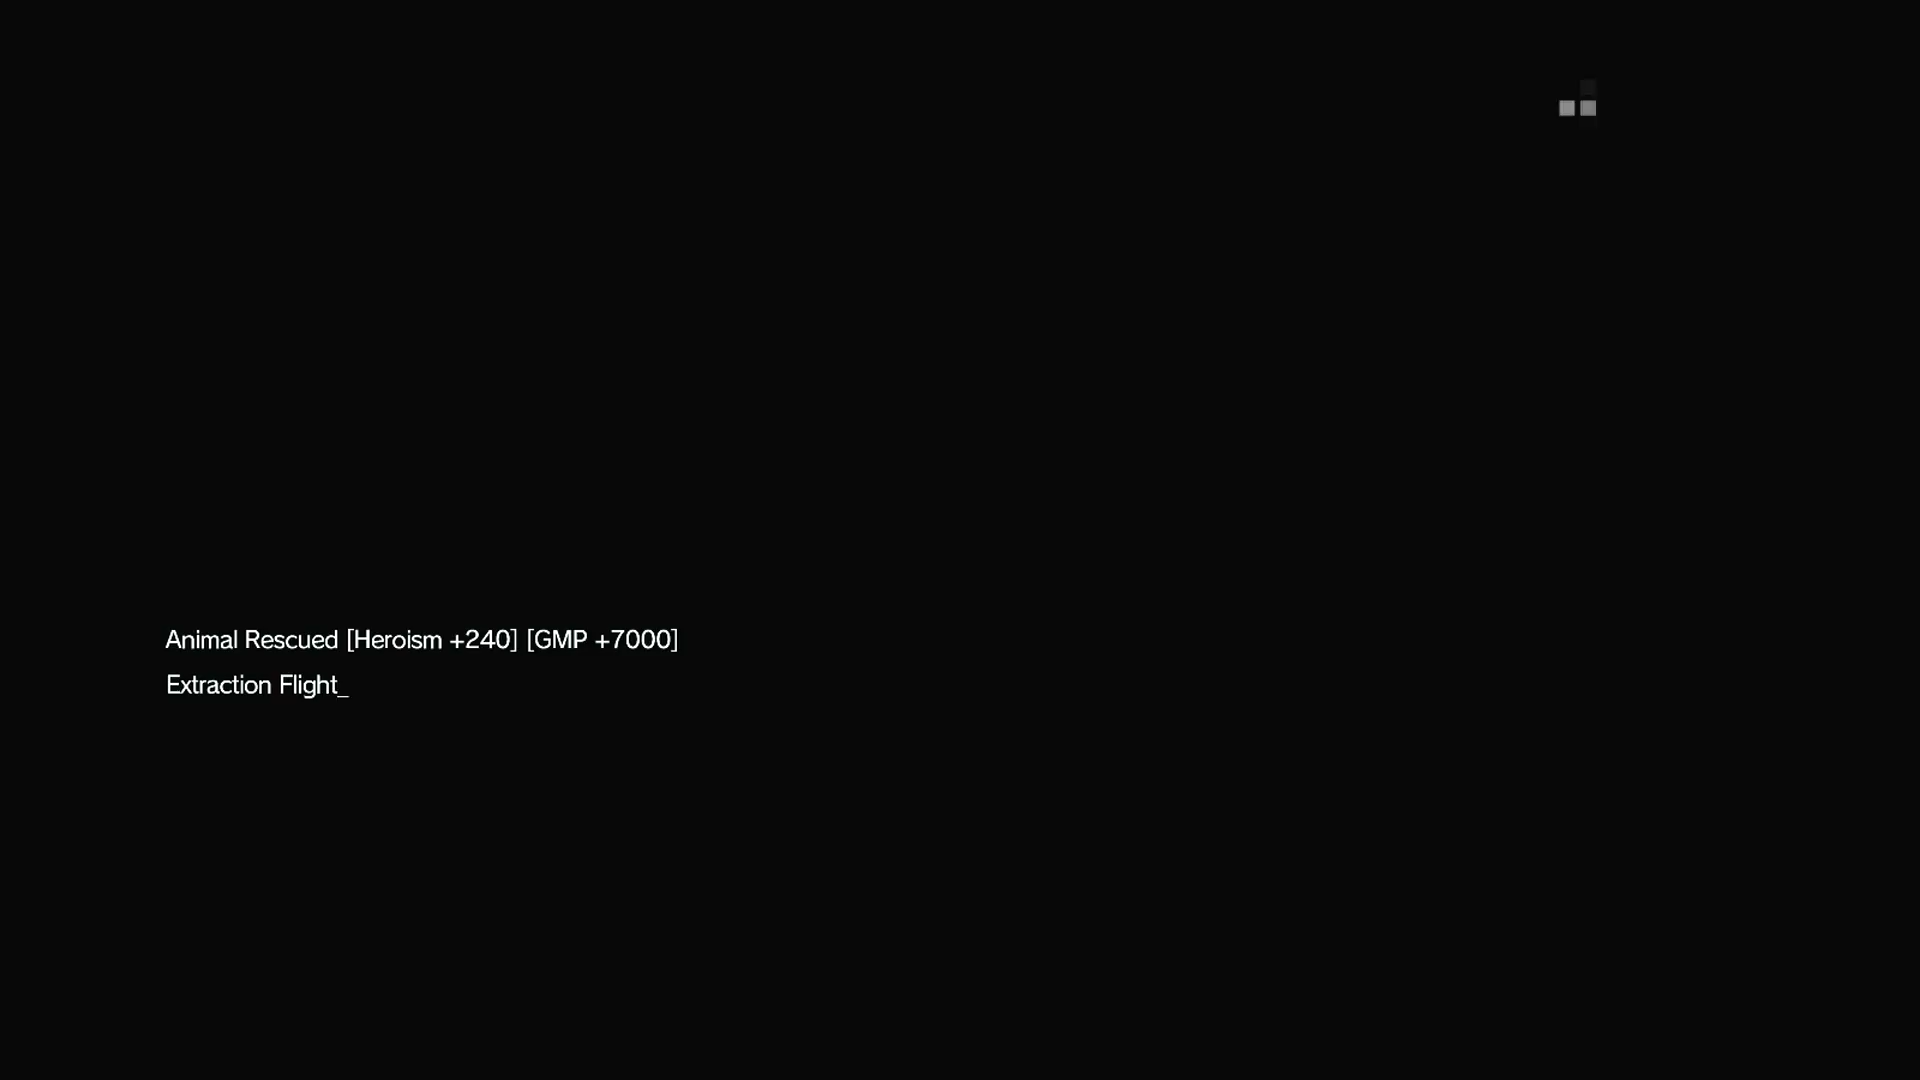 Animal Rescued [Heroism +240] [GMP +7000]
Extraction Flight_